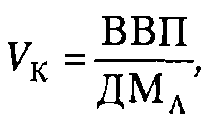 V_К = ВВП / ДМ_Л,